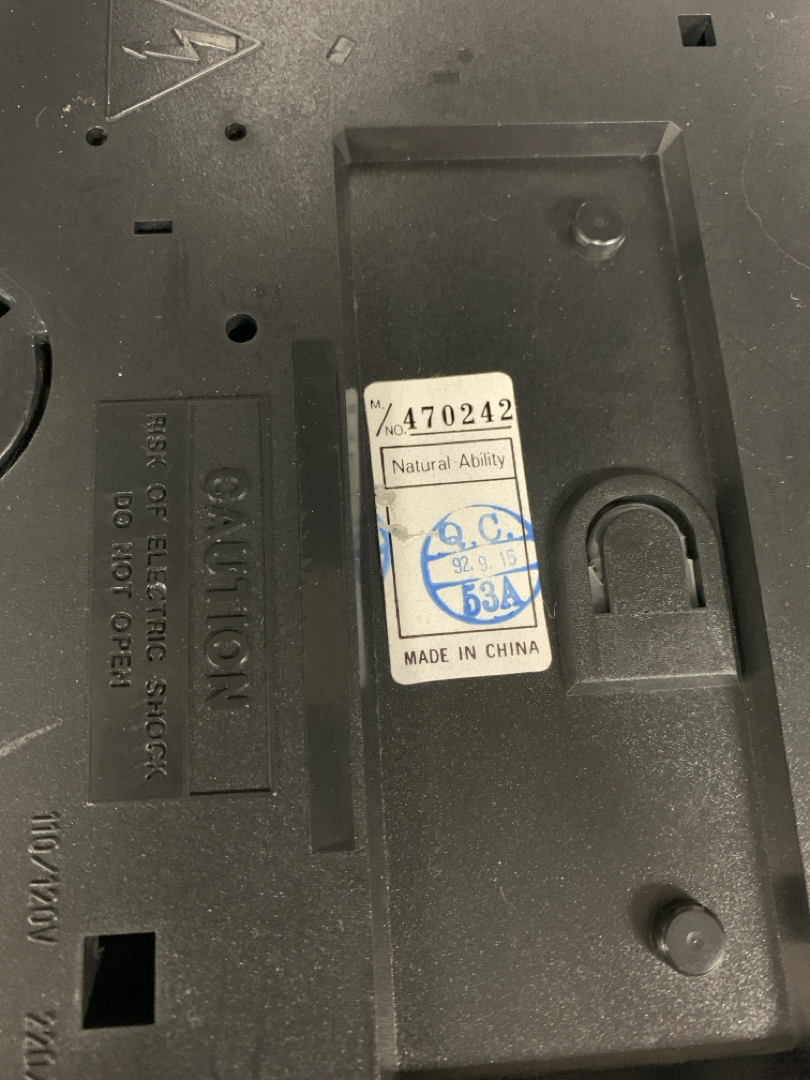 M./NO. 470242
Natural Ability
Q.C.
92.9.15
53A
MADE IN CHINA
CAUTION
RISK OF ELECTRIC SHOCK
DO NOT OPEN
110/120V